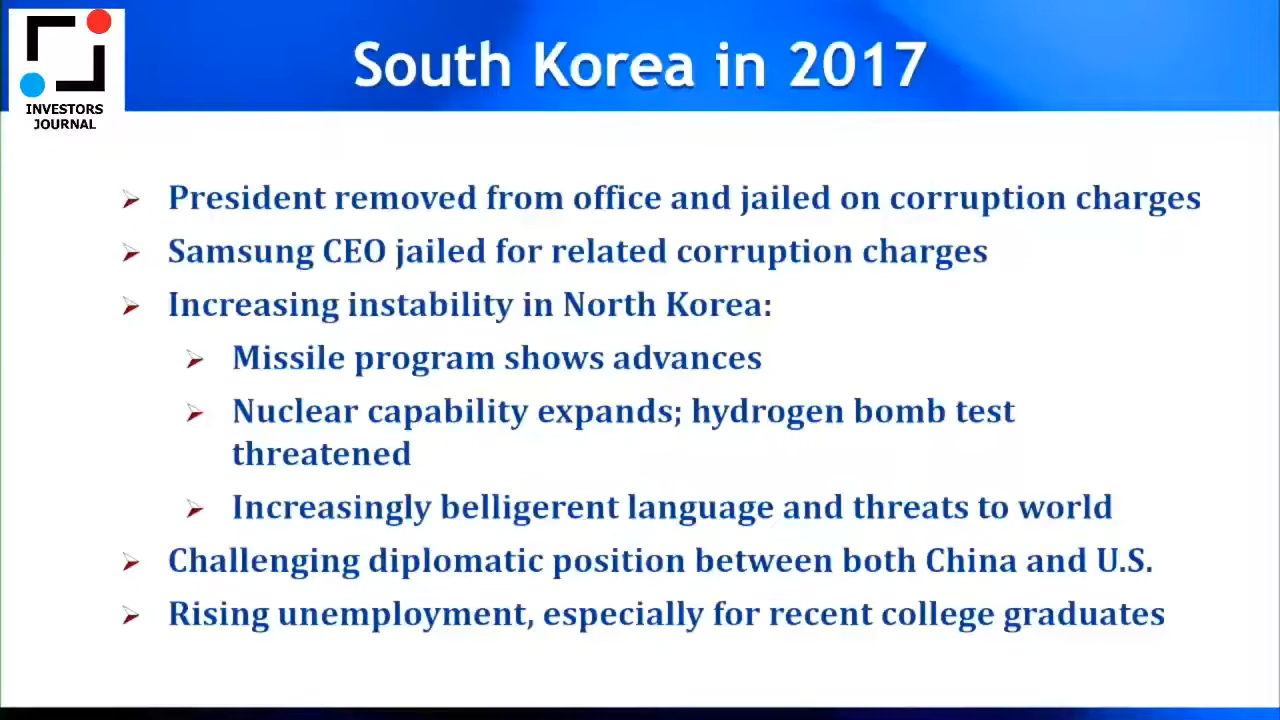 INVESTORS
JOURNAL
South Korea in 2017
President removed from office and jailed on corruption charges
Samsung CEO jailed for related corruption charges
Increasing instability in North Korea:
Missile program shows advances
Nuclear capability expands; hydrogen bomb test
threatened
Increasingly belligerent language and threats to world
Challenging diplomatic position between both China and U.S.
Rising unemployment, especially for recent college graduates